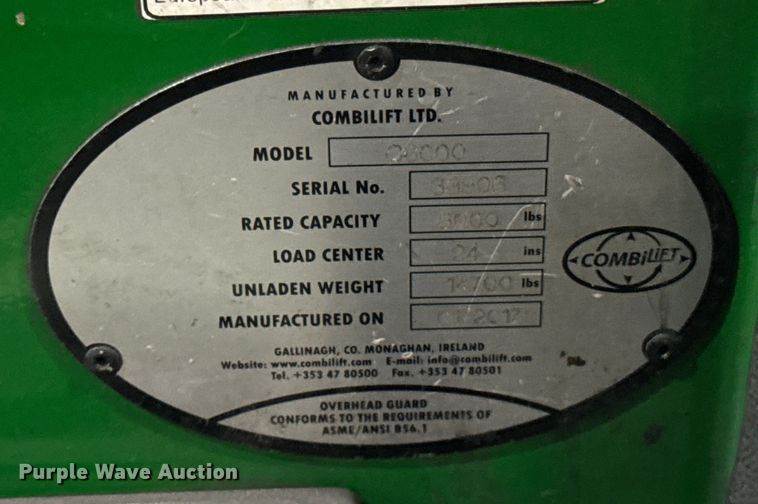 MANUFACTURED BY
COMBILIFT LTD.
MODEL
SERIAL No.
RATED CAPACITY lbs
LOAD CENTER 24 ins
UNLADEN WEIGHT lbs
MANUFACTURED ON
COMBiLiFT
GALLINAGH, CO. MONAGHAN, IRELAND
Website: www.combilift.com E-mail: info@combilift.com
Tel. +353 47 80500 Fax. +353 47 80501
OVERHEAD GUARD
CONFORMS TO THE REQUIREMENTS OF
ASME/ANSI B56.1
Purple Wave Auction